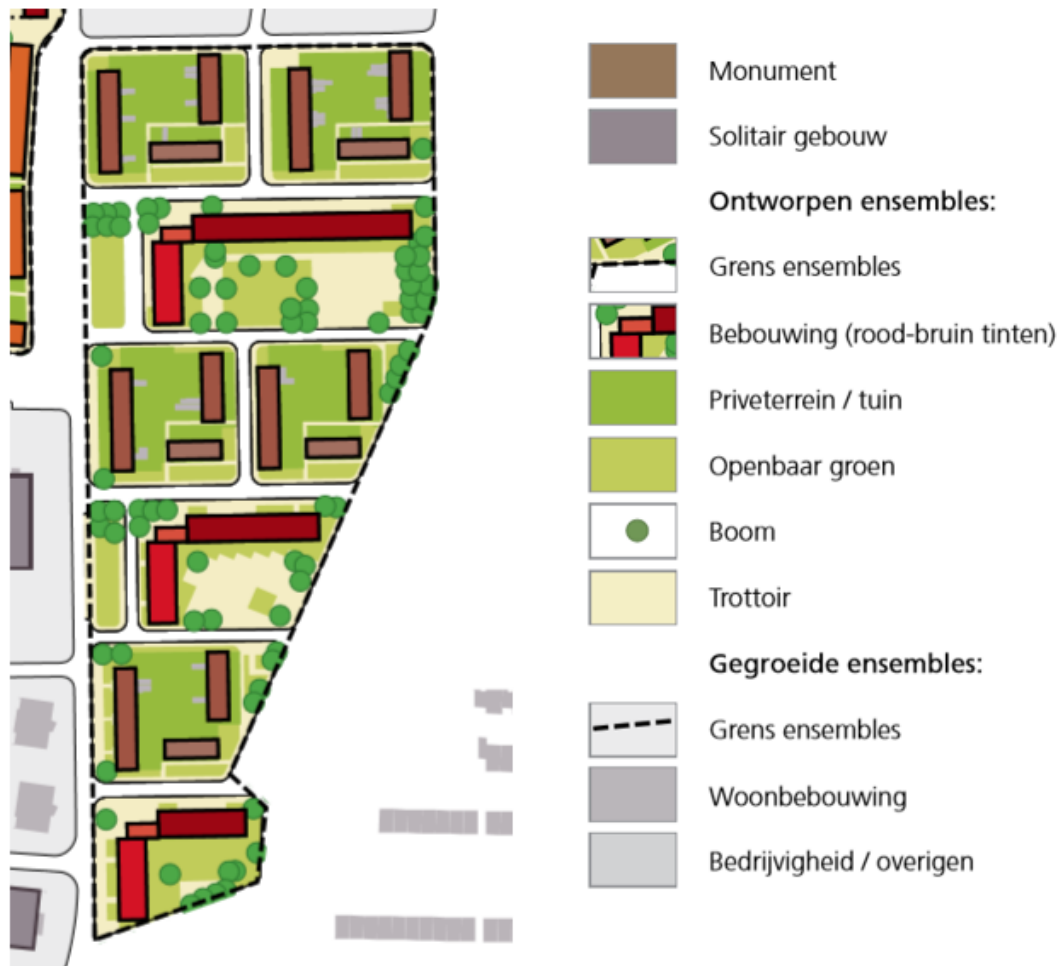 Monument
Solitair gebouw
Ontworpen ensembles:
Grens ensembles
Bebouwing (rood-bruin tinten)
Priveterrein / tuin
Openbaar groen
Boom
Trottoir
Gegroeide ensembles:
Grens ensembles
Woonbebouwing
Bedrijvigheid / overigen